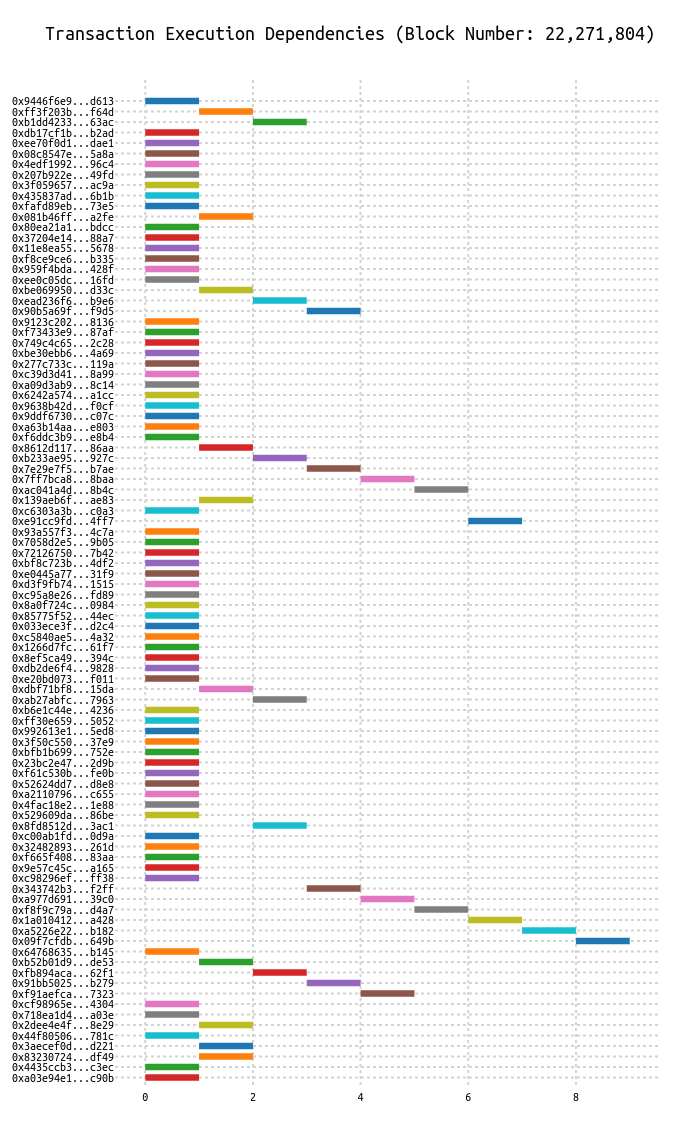 Transaction Execution Dependencies (Block Number: 22,271,804)
0x9446f6e9...d613
0xff3f203b...f64d
0xb1dd4233...63ac
0xdb17cf1b...b2ad
0xee70f0d1...dae1
0x08c8547e...5a8a
0x4edf1992...96c4
0x207b922e...49fd
0x3f059657...ac9a
0x435837ad...6b1b
0xfafd89eb...73e5
0x081b46ff...a2fe
0x80ea21a1...bdcc
0x37204e14...88a7
0x11e8ea55...5678
0xf8ce9ce6...b335
0x959f4bda...428f
0xee0c05dc...16fd
0xbe069950...d33c
0xead236f6...b9e6
0x90b5a69f...f9d5
0x9123c202...8136
0xf73433e9...87af
0x749c4c65...2c28
0xbe30ebb6...4a69
0x277c733c...119a
0xc39d3d41...8a99
0xa09d3ab9...8c14
0x6242a574...a1cc
0x9638b42d...f0cf
0x9ddf6730...c07c
0xa63b14aa...e803
0xf6ddc3b9...e8b4
0x8612d117...86aa
0xb233ae95...927c
0x7e29e7f5...b7ae
0x7ff7bca8...8baa
0xac041a4d...8b4c
0x139aeb6f...ae83
0xc6303a3b...c0a3
0xe91cc9fd...4ff7
0x93a557f3...4c7a
0x7058d2e5...9b05
0x72126750...7b42
0xbf8c723b...4df2
0xe0445a77...31f9
0xd3f9fb74...1515
0xc95a8e26...fd89
0x8a0f724c...0984
0x85775f52...44ec
0x033ece3f...d2c4
0xc5840ae5...4a32
0x1266d7fc...61f7
0x8ef5ca49...394c
0xdb2de6f4...9828
0xe20bd073...f011
0xdbf71bf8...15da
0xab27abfc...7963
0xb6e1c44e...4236
0xff30e659...5052
0x992613e1...5ed8
0x3f50c550...37e9
0xbfb1b699...752e
0x23bc2e47...2d9b
0xf61c530b...fe0b
0x52624dd7...d8e8
0xa2110796...c655
0x4fac18e2...1e88
0x529609da...86be
0x8fd8512d...3ac1
0xc00ab1fd...0d9a
0x32482893...261d
0xf665f408...83aa
0x9e57c45c...a165
0xc98296ef...ff38
0x343742b3...f2ff
0xa977d691...39c0
0xf8f9c79a...d4a7
0x1a010412...a428
0xa5226e22...b182
0x09f7cfdb...649b
0x64768635...b145
0xb52b01d9...de53
0xfb894aca...62f1
0x91bb5025...b279
0xf91aefca...7323
0xcf98965e...4304
0x718ea1d4...a03e
0x2dee4e4f...8e29
0x44f80506...781c
0x3aecef0d...d221
0x83230724...df49
0x4435ccb3...c3ec
0xa03e94e1...c90b
0 2 4 6 8